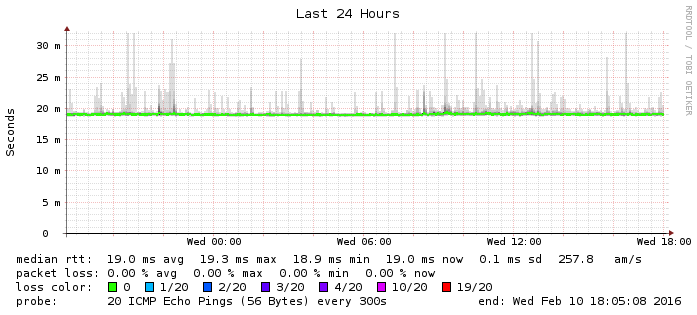 Last 24 Hours
RRDTOOL / TOBI OETIKER
Seconds
30 m
25 m
20 m
15 m
10 m
5 m
0
Wed 00:00 Wed 06:00 Wed 12:00 Wed 18:00
median rtt: 19.0 ms avg 19.3 ms max 18.9 ms min 19.0 ms now 0.1 ms sd 257.8 am/s
packet loss: 0.00 % avg 0.00 % max 0.00 % min 0.00 % now
loss color: 0 1/20 2/20 3/20 4/20 10/20 19/20
probe: 20 ICMP Echo Pings (56 Bytes) every 300s end: Wed Feb 10 18:05:08 2016